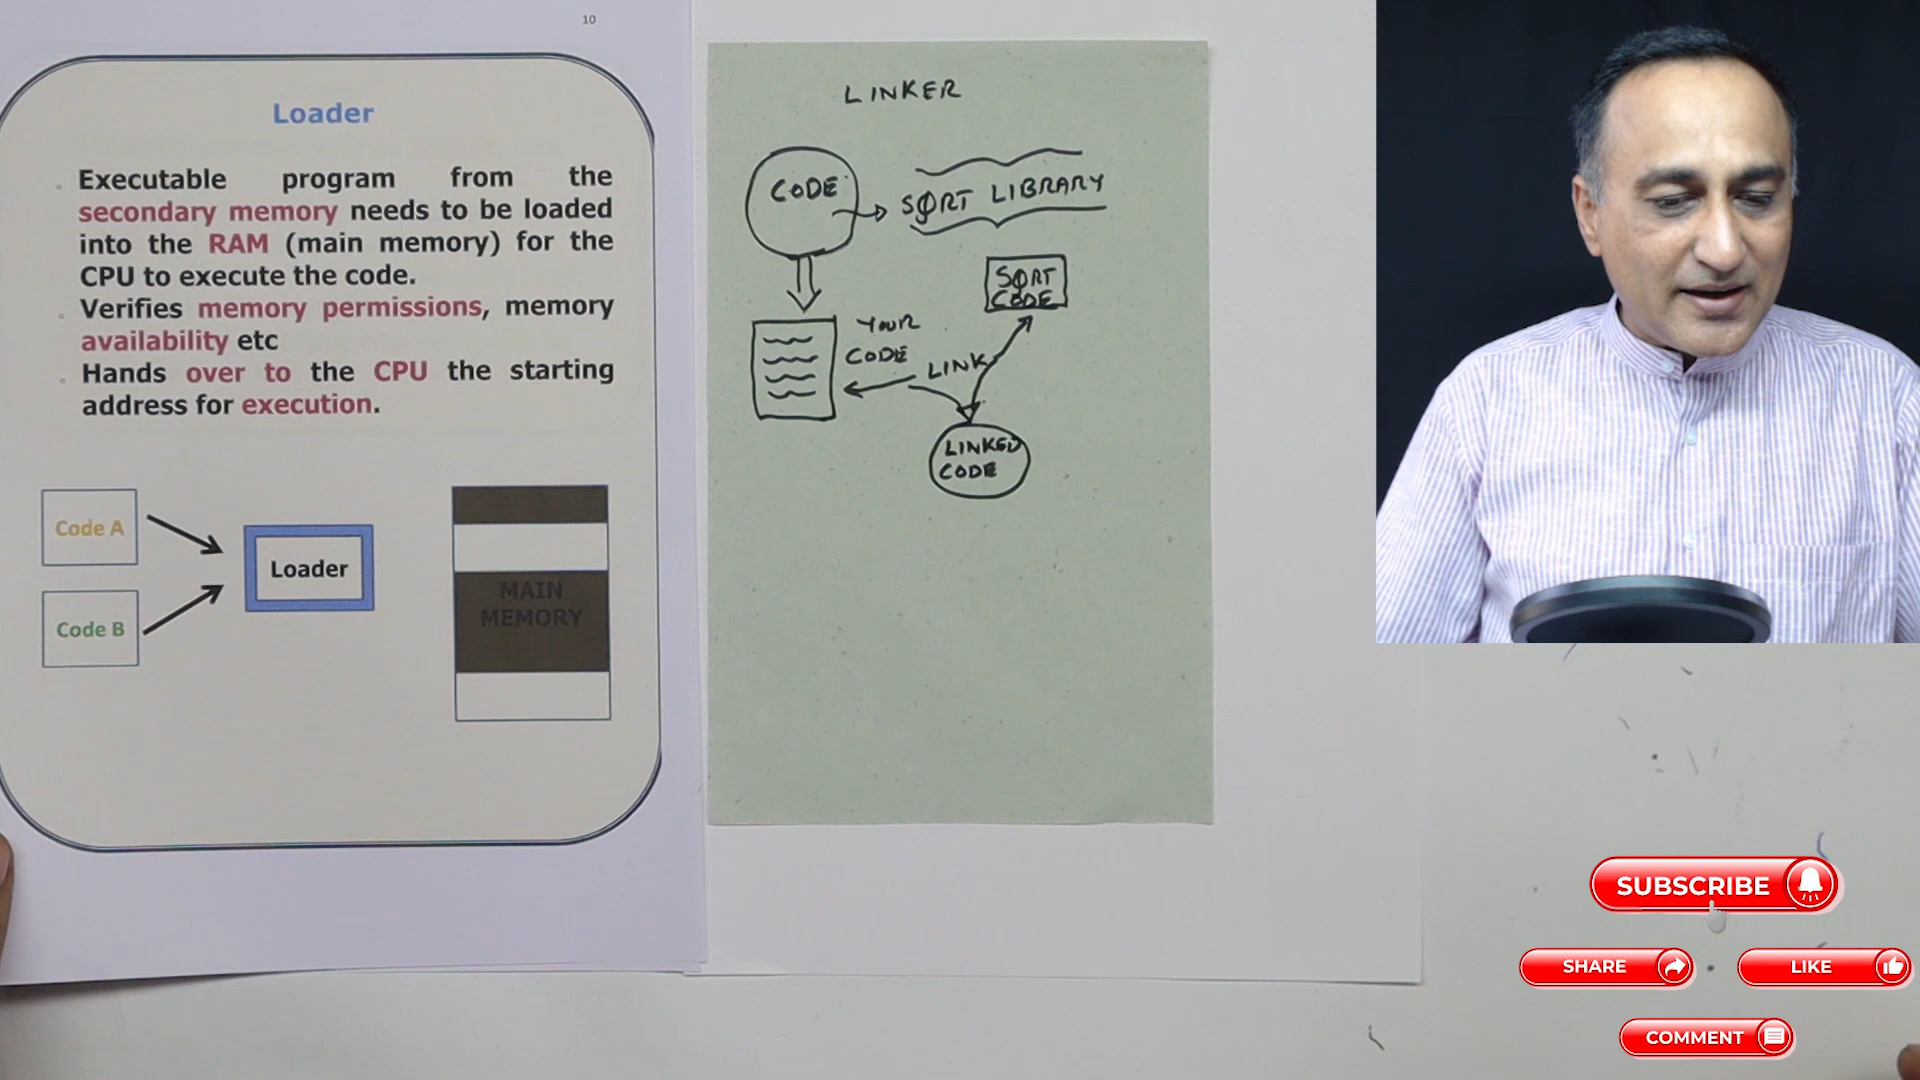 10
Loader
Executable program from the
secondary memory needs to be loaded
into the RAM (main memory) for the
CPU to execute the code.
Verifies memory permissions, memory
availability etc
Hands over to the CPU the starting
address for execution.
Code A
Code B
Loader
MAIN
MEMORY
LINKER
CODE
SORT LIBRARY
SORT
CODE
YOUR
CODE
LINK
LINKED
CODE
SUBSCRIBE
SHARE
LIKE
COMMENT